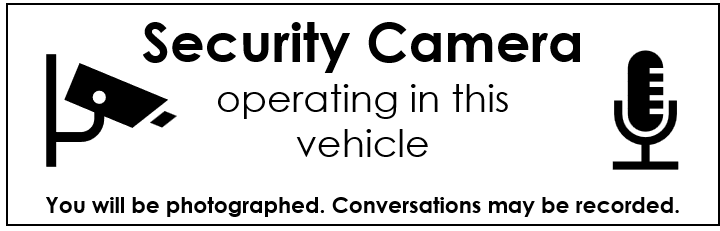 Security Camera
operating in this
vehicle
You will be photographed. Conversations may be recorded.